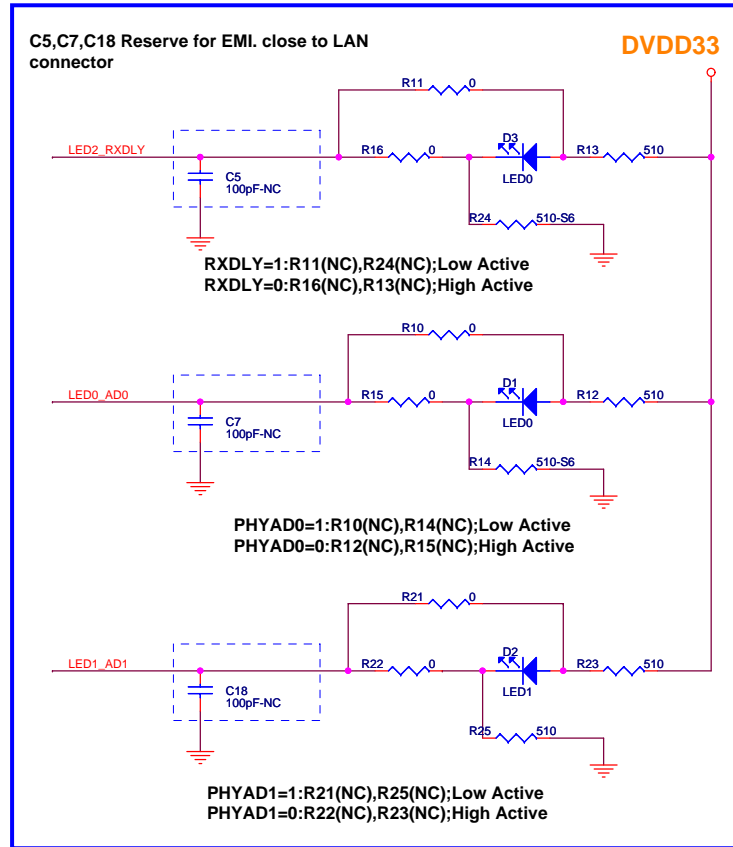 C5,C7,C18 Reserve for EMI. close to LAN
connector
DVDD33
R11 0
LED2_RXDLY
R16 0
D3
LED0
R13 510
C5
100pF-NC
R24 510-S6
RXDLY=1:R11(NC),R24(NC);Low Active
RXDLY=0:R16(NC),R13(NC);High Active
R10 0
LED0_AD0
R15 0
D1
LED0
R12 510
C7
100pF-NC
R14 510-S6
PHYAD0=1:R10(NC),R14(NC);Low Active
PHYAD0=0:R12(NC),R15(NC);High Active
R21 0
LED1_AD1
R22 0
D2
LED1
R23 510
C18
100pF-NC
R25 510
PHYAD1=1:R21(NC),R25(NC);Low Active
PHYAD1=0:R22(NC),R23(NC);High Active